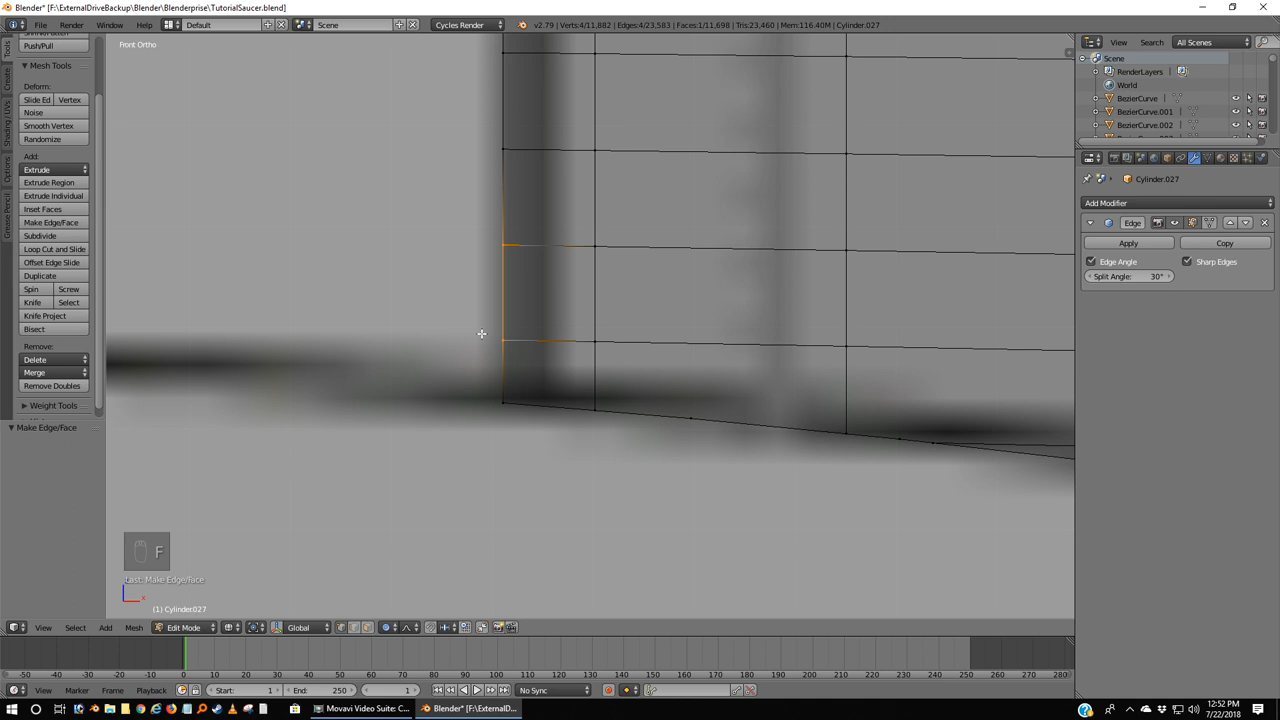 Blender* [F:\ExternalDriveBackup\Blender\Blenderprise\TutorialSaucer.blend]
File Render Window Help Default Scene Cycles Render v2.79 | Verts:4/11,882 | Edges:4/23,583 | Faces:1/11,698 | Tris:23,460 | Mem:116.40M | Cylinder.027
View Search All Scenes
Push/Pull
Front Ortho
Mesh Tools
Deform:
Slide Ed Vertex
Noise
Smooth Vertex
Randomize
Add:
Extrude
Extrude Region
Extrude Individual
Inset Faces
Make Edge/Face
Subdivide
Loop Cut and Slide
Offset Edge Slide
Duplicate
Spin Screw
Knife Select
Knife Project
Bisect
Remove:
Delete
Merge
Remove Doubles
Weight Tools
Make Edge/Face
Tools
Create
Shading / UVs
Options
Grease Pencil
Scene
RenderLayers
World
BezierCurve
BezierCurve.001
BezierCurve.002
Cylinder.027
Add Modifier
Edge
Apply Copy
Edge Angle Sharp Edges
Split Angle: 30°
F
Last: Make Edge/Face
x
(1) Cylinder.027
View Select Add Mesh Edit Mode Global
-50 -40 -30 -20 -10 0 10 20 30 40 50 60 70 80 90 100 110 120 130 140 150 160 170 180 190 200 210 220 230 240 250 260 270 280
View Marker Frame Playback Start: 1 End: 250 1 No Sync
Movavi Video Suite: C... Blender* [F:\ExternalD... 12:52 PM
7/22/2018